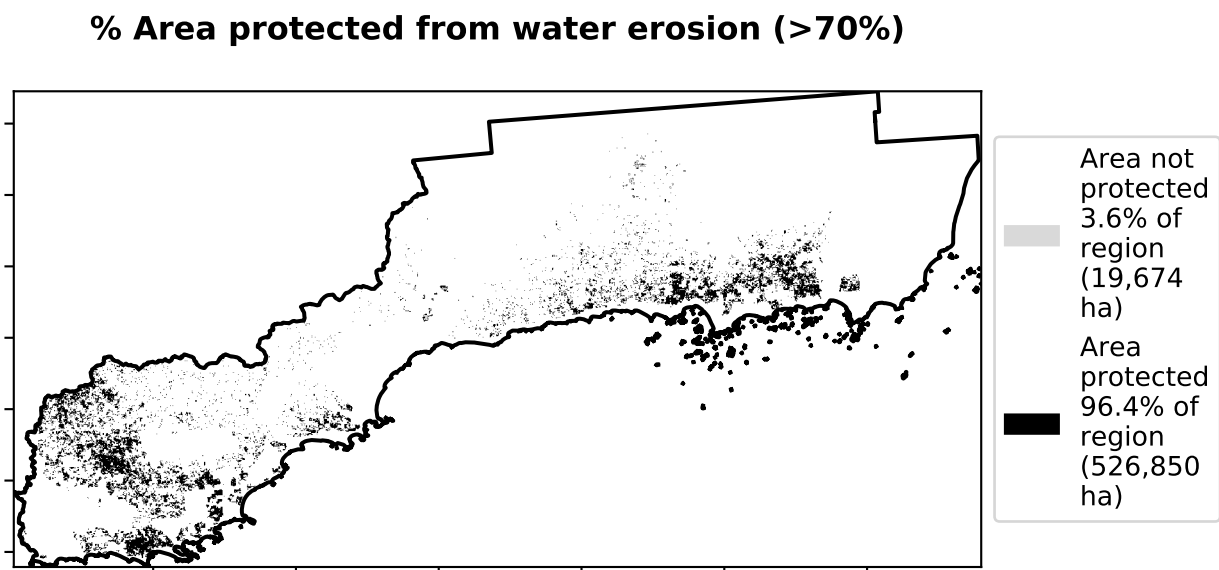 % Area protected from water erosion (>70%)
Area not
protected
3.6% of
region
(19,674
ha)
Area
protected
96.4% of
region
(526,850
ha)